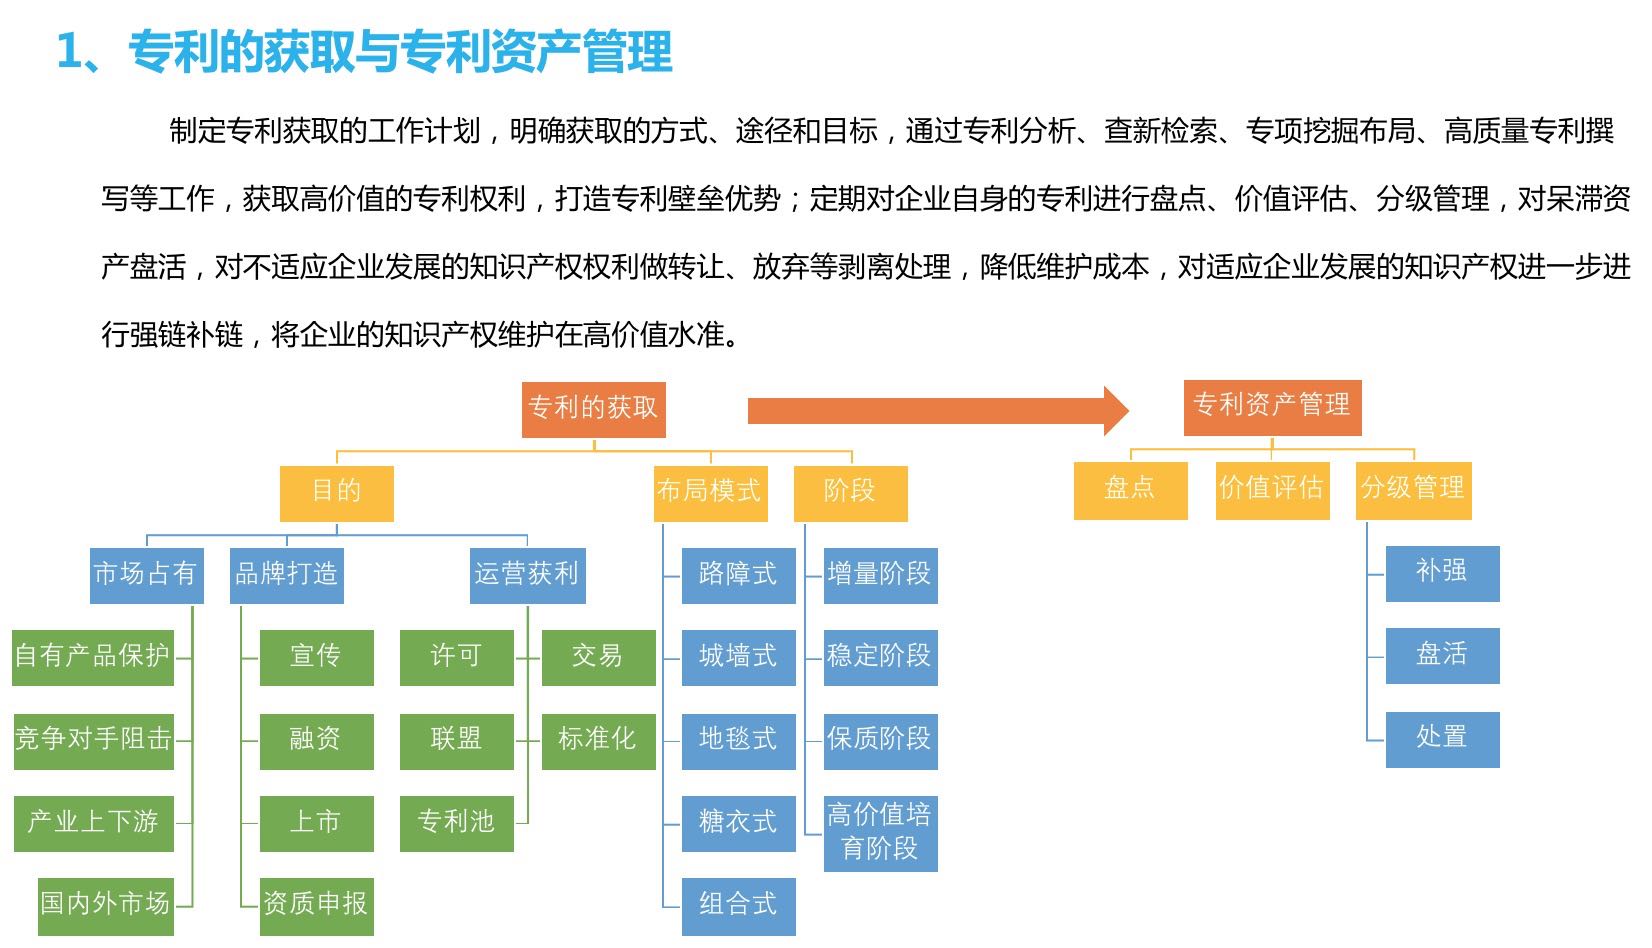 1、专利的获取与专利资产管理
制定专利获取的工作计划，明确获取的方式、途径和目标，通过专利分析、查新检索、专项挖掘布局、高质量专利撰
写等工作，获取高价值的专利权利，打造专利壁垒优势；定期对企业自身的专利进行盘点、价值评估、分级管理，对呆滞资
产盘活，对不适应企业发展的知识产权权利做转让、放弃等剥离处理，降低维护成本，对适应企业发展的知识产权进一步进
行强链补链，将企业的知识产权维护在高价值水准。
专利的获取
目的
布局模式
阶段
市场占有
品牌打造
运营获利
自有产品保护
竞争对手阻击
产业上下游
国内外市场
宣传
融资
上市
资质申报
许可
交易
联盟
标准化
专利池
路障式
城墙式
地毯式
糖衣式
组合式
增量阶段
稳定阶段
保质阶段
高价值培
育阶段
专利资产管理
盘点
价值评估
分级管理
补强
盘活
处置